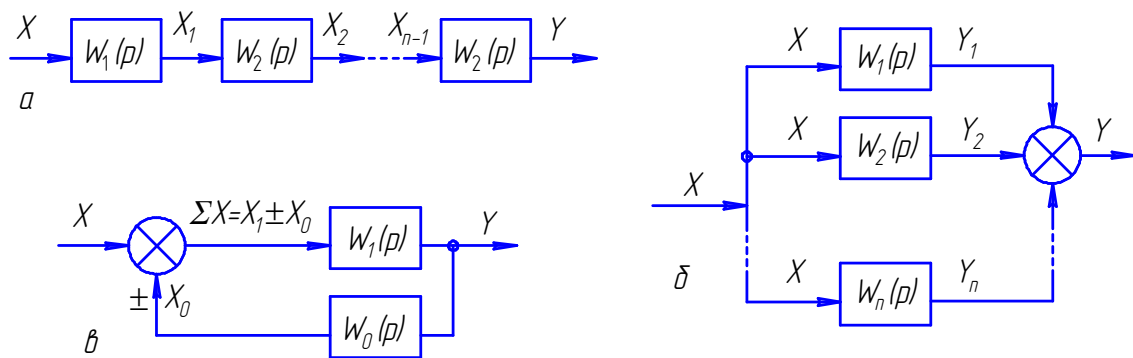 X W₁(p) X₁ W₂(p) X₂ Xₙ₋₁ W₂(p) Y
а
X W₁(p) Y₁
X W₂(p) Y₂ Y
X
X Wₙ(p) Yₙ
б
X ΣX=X₁±X₀ W₁(p) Y
± X₀ W₀(p)
в